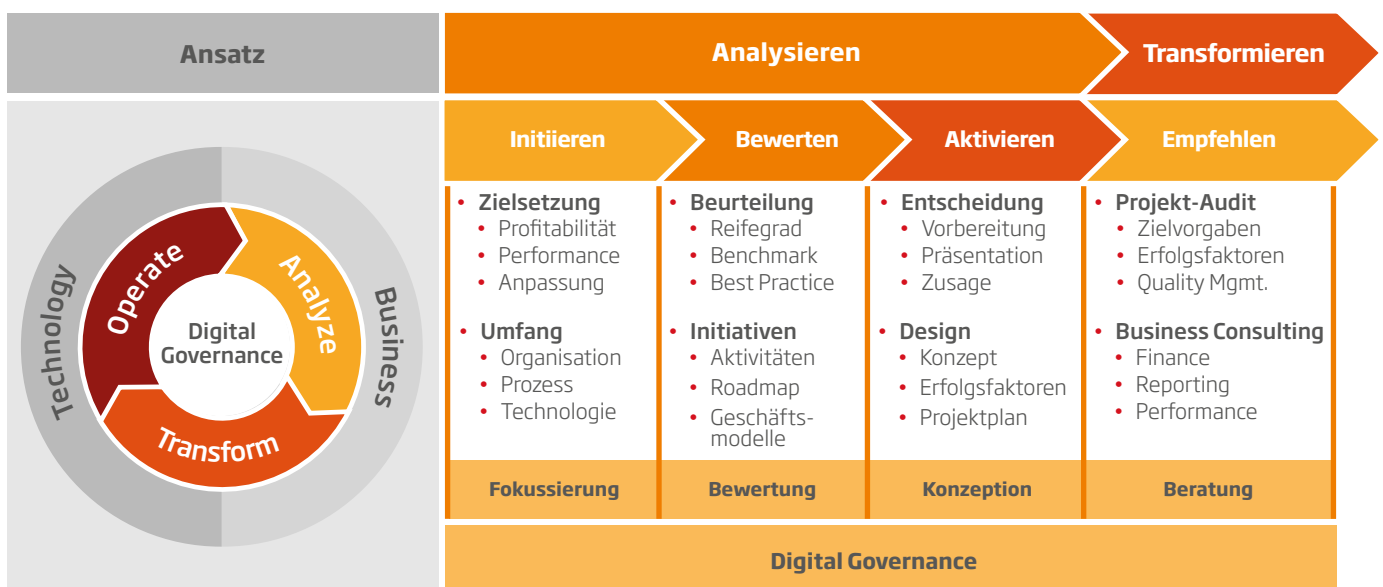 Ansatz
Analysieren
Transformieren
Technology
Business
Operate
Analyze
Transform
Digital
Governance
Initiieren
Bewerten
Aktivieren
Empfehlen
• Zielsetzung
• Profitabilität
• Performance
• Anpassung
• Umfang
• Organisation
• Prozess
• Technologie
Fokussierung
• Beurteilung
• Reifegrad
• Benchmark
• Best Practice
• Initiativen
• Aktivitäten
• Roadmap
• Geschäfts-
modelle
Bewertung
• Entscheidung
• Vorbereitung
• Präsentation
• Zusage
• Design
• Konzept
• Erfolgsfaktoren
• Projektplan
Konzeption
• Projekt-Audit
• Zielvorgaben
• Erfolgsfaktoren
• Quality Mgmt.
• Business Consulting
• Finance
• Reporting
• Performance
Beratung
Digital Governance